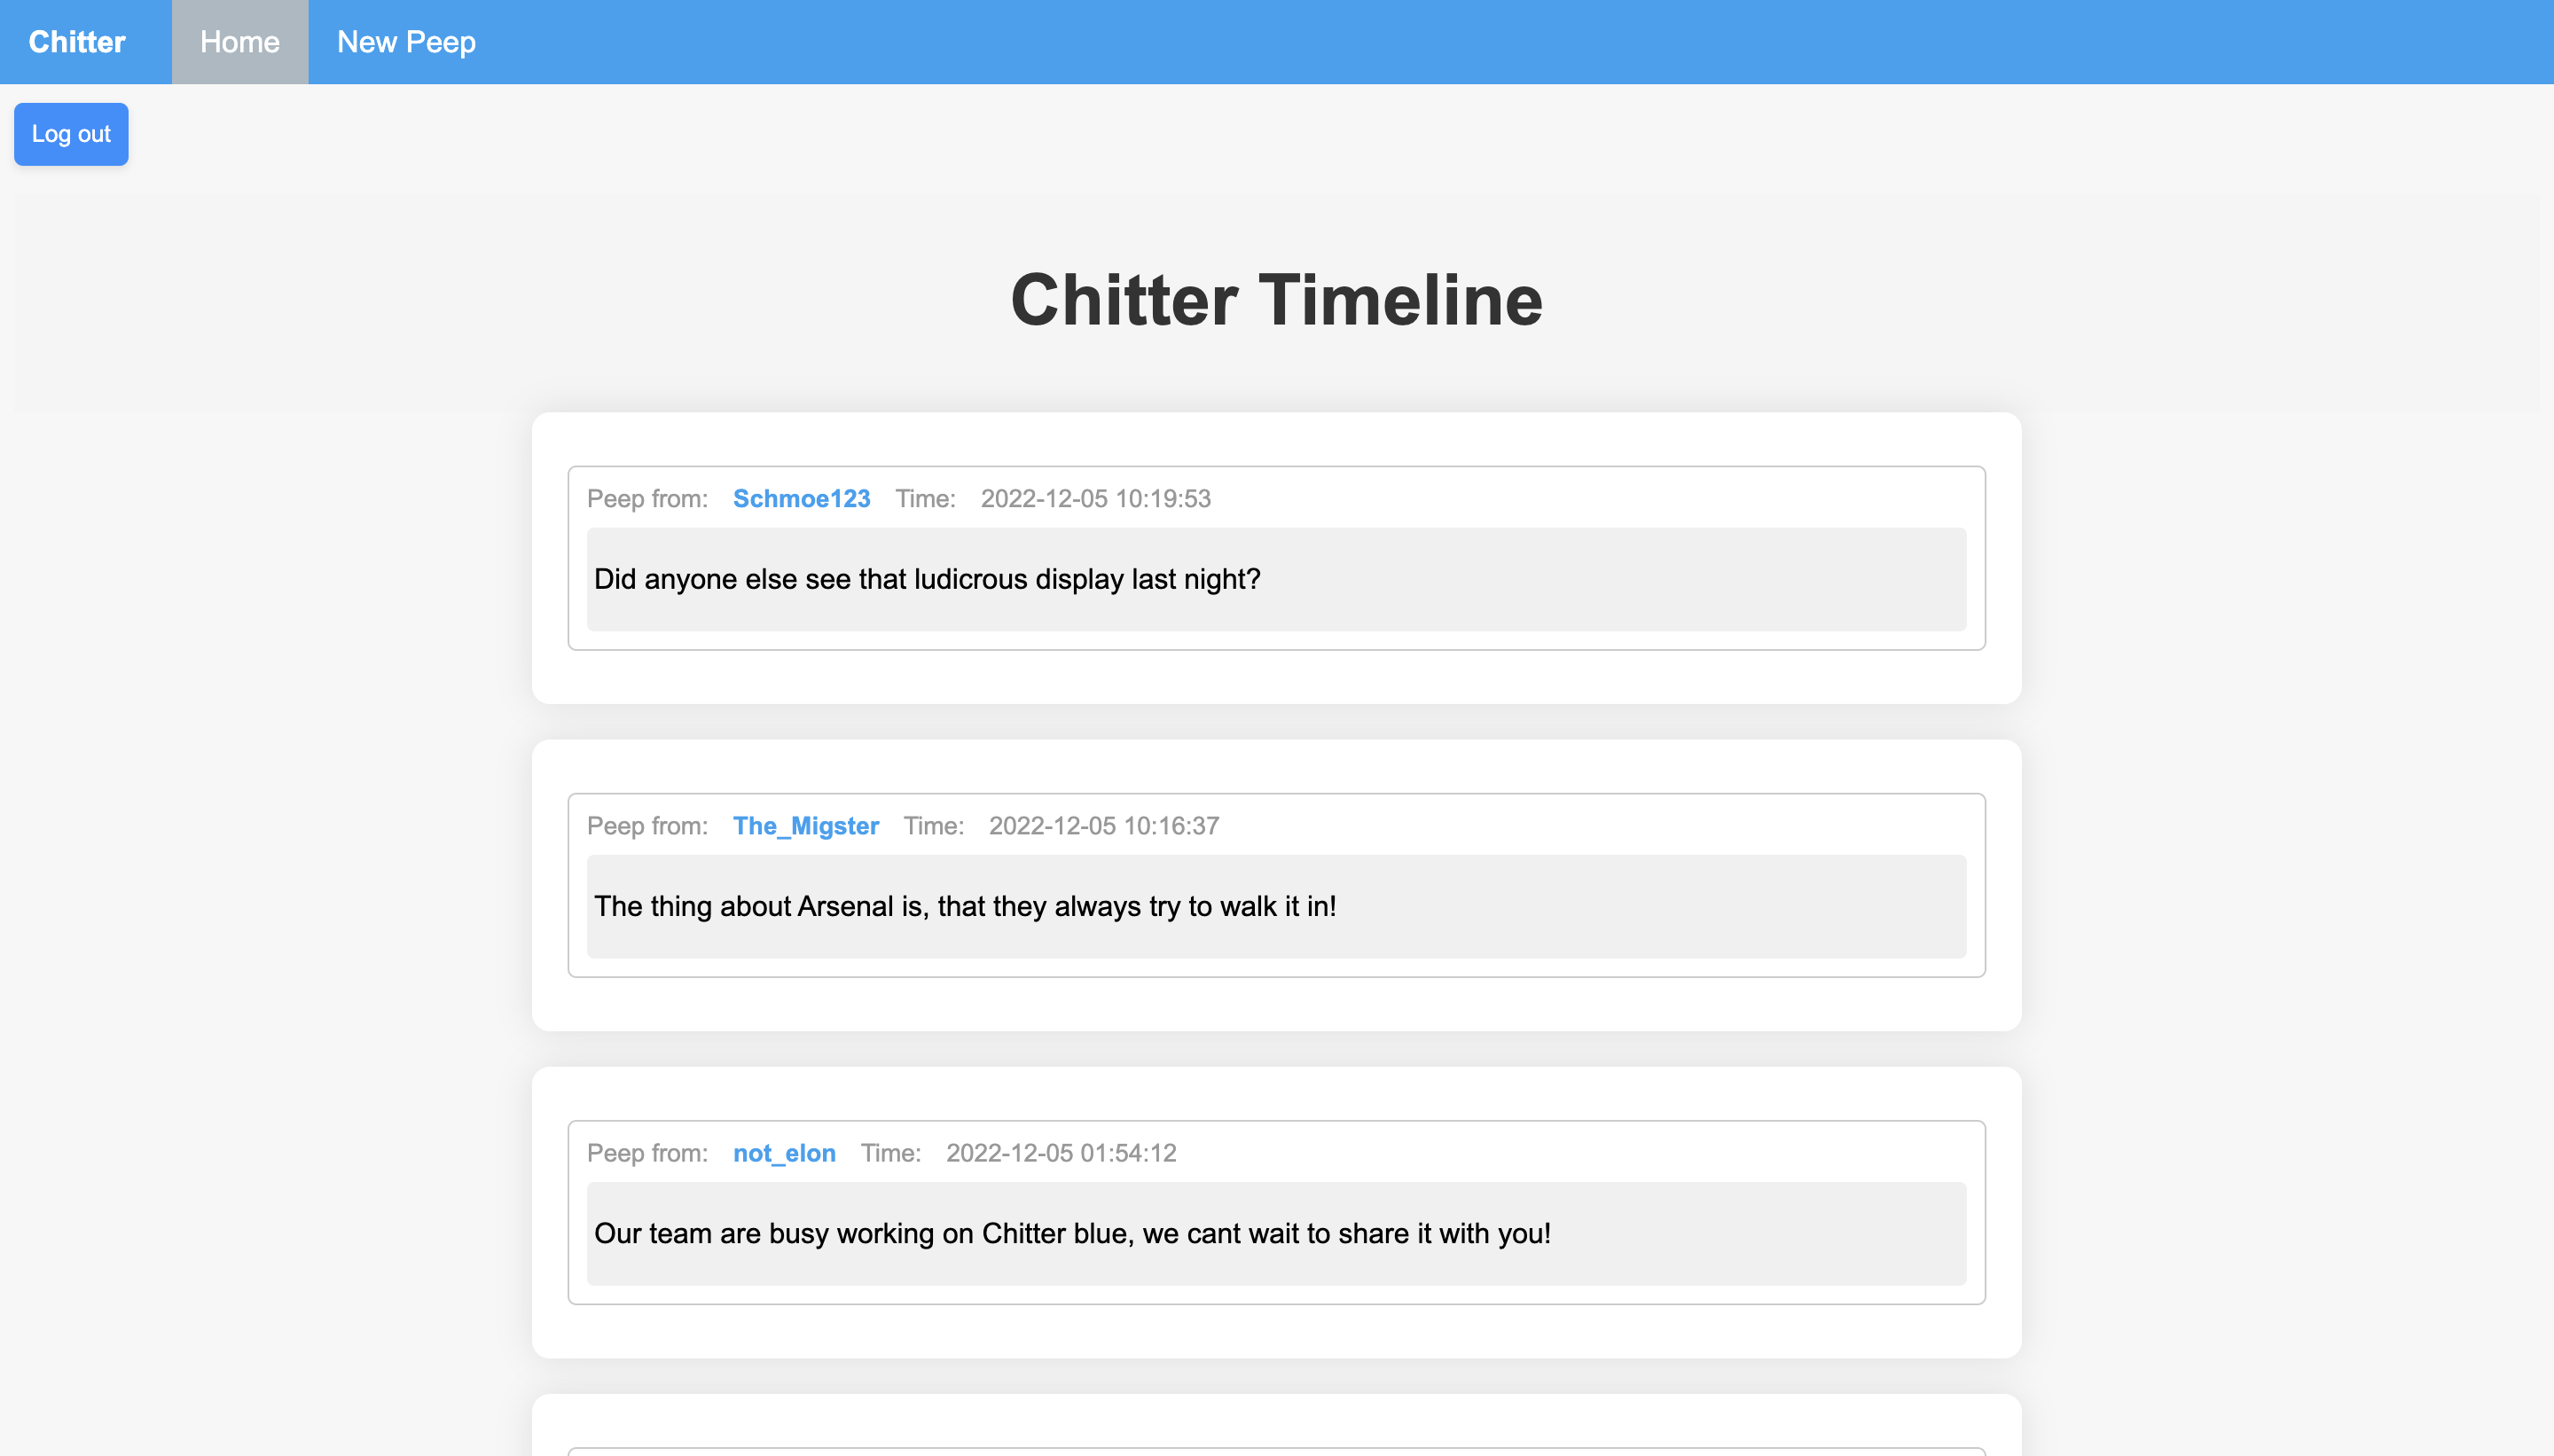 Chitter Home New Peep
Log out
Chitter Timeline
Peep from: Schmoe123 Time: 2022-12-05 10:19:53
Did anyone else see that ludicrous display last night?
Peep from: The_Migster Time: 2022-12-05 10:16:37
The thing about Arsenal is, that they always try to walk it in!
Peep from: not_elon Time: 2022-12-05 01:54:12
Our team are busy working on Chitter blue, we cant wait to share it with you!